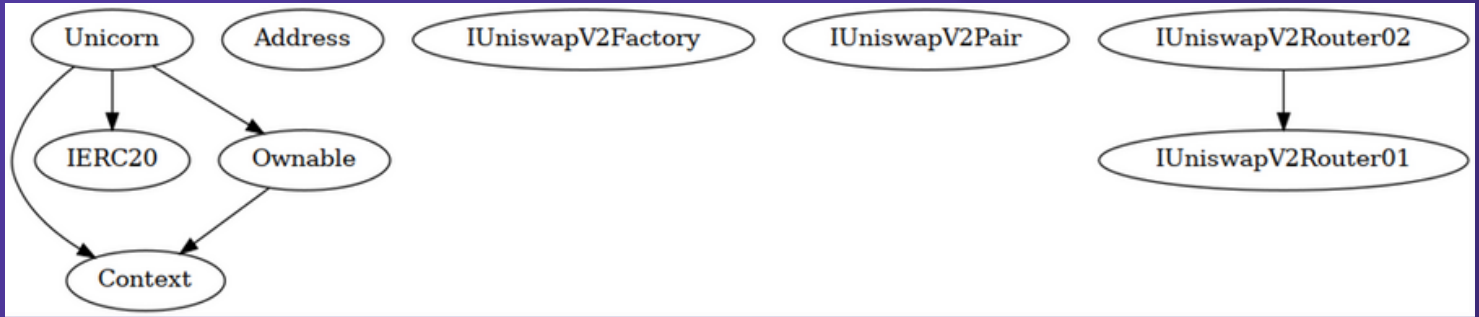 Unicorn
Address
IUniswapV2Factory
IUniswapV2Pair
IUniswapV2Router02
IERC20
Ownable
IUniswapV2Router01
Context